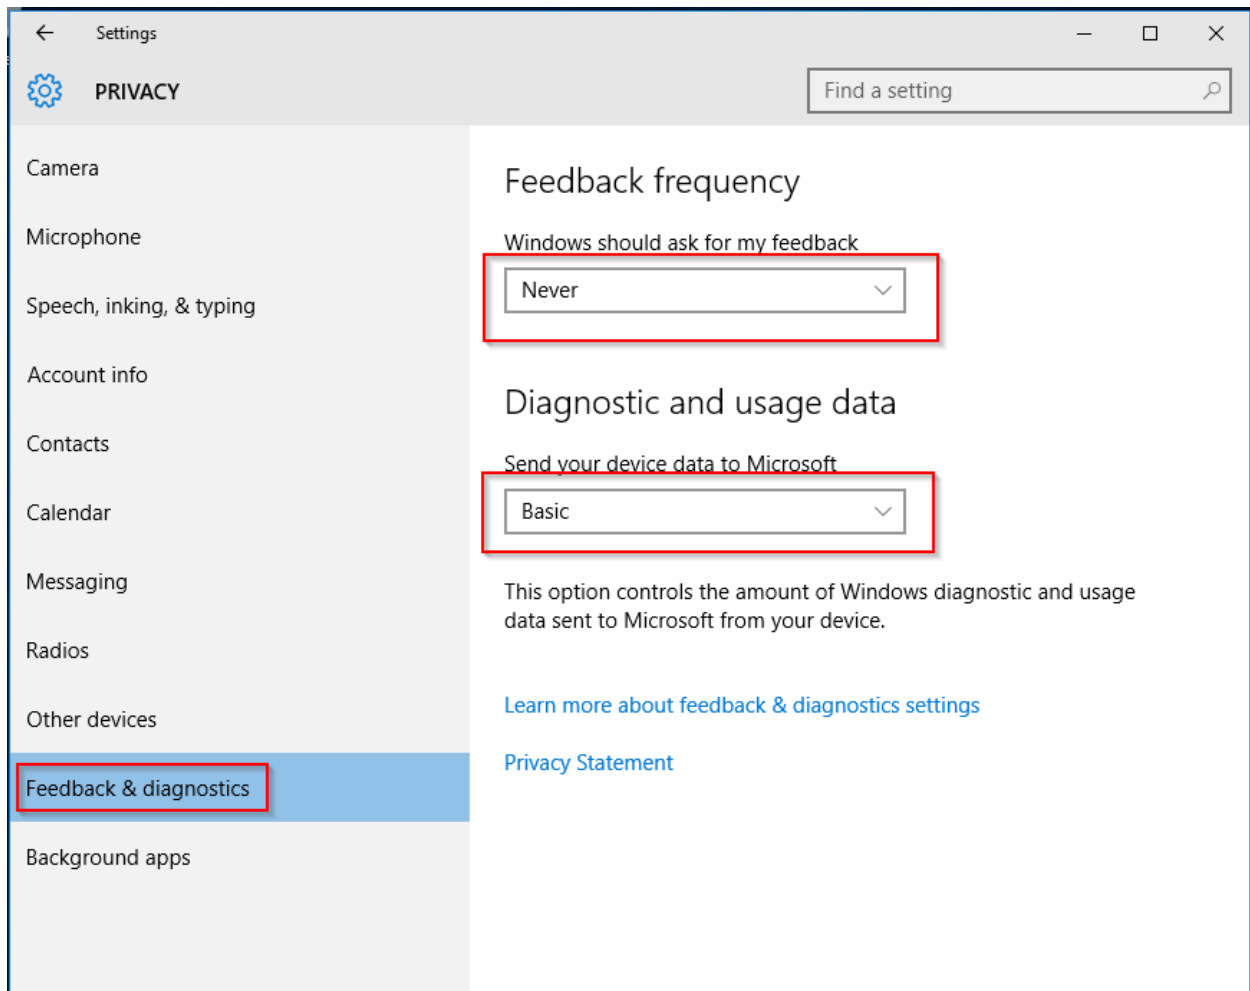 Settings
PRIVACY
Find a setting
Camera
Microphone
Speech, inking, & typing
Account info
Contacts
Calendar
Messaging
Radios
Other devices
Feedback & diagnostics
Background apps
Feedback frequency
Windows should ask for my feedback
Never
Diagnostic and usage data
Send your device data to Microsoft
Basic
This option controls the amount of Windows diagnostic and usage
data sent to Microsoft from your device.
Learn more about feedback & diagnostics settings
Privacy Statement